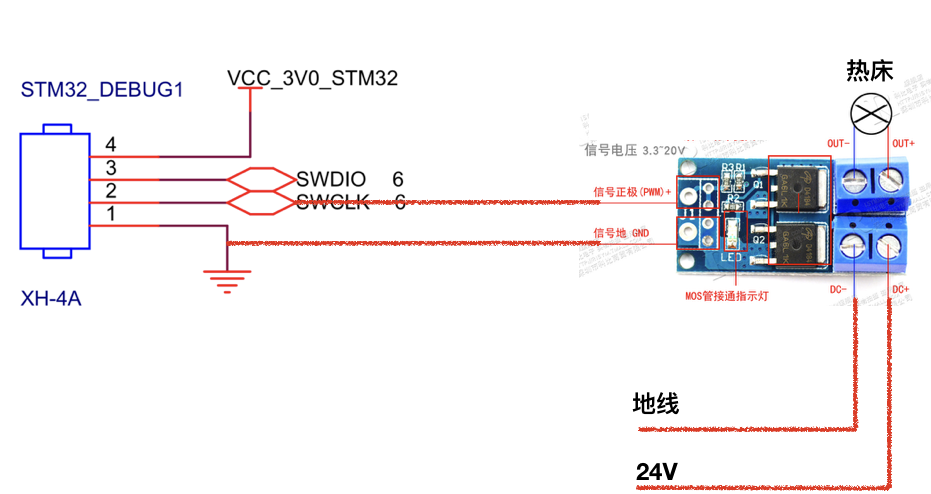 热床
VCC_3V0_STM32
STM32_DEBUG1
OUT-
OUT+
信号电压 3.3~20V
4
3
SWDIO 6
2
SWCLK 6
1
信号正极(PWM)+
信号地 GND
R3
R1
Q1
R2
Q2
LED
DC-
DC+
XH-4A
MOS管接通指示灯
地线
24V